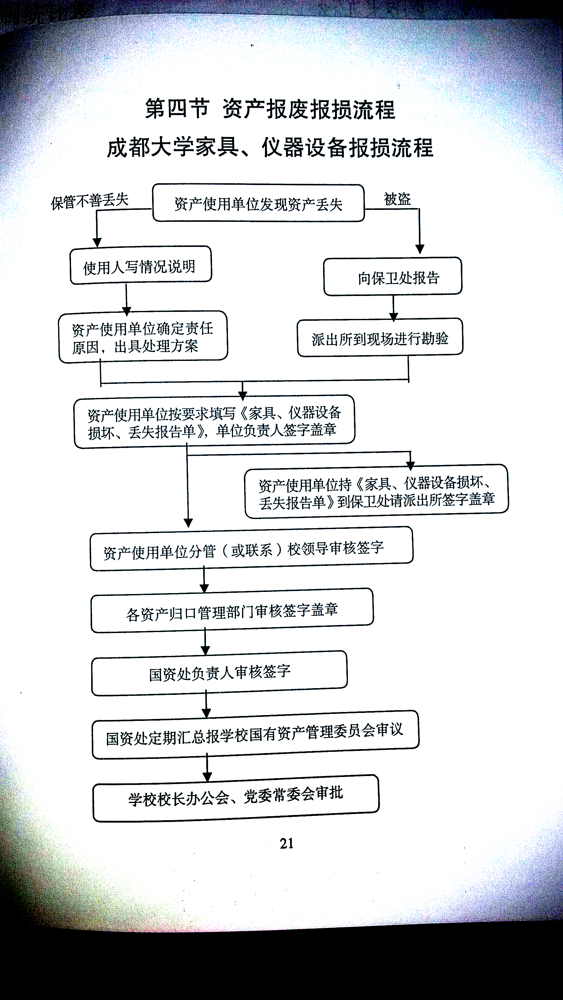 第四节 资产报废报损流程
成都大学家具、仪器设备报损流程
保管不善丢失
资产使用单位发现资产丢失
被盗
使用人写情况说明
向保卫处报告
资产使用单位确定责任
原因，出具处理方案
派出所到现场进行勘验
资产使用单位按要求填写《家具、仪器设备
损坏、丢失报告单》，单位负责人签字盖章
资产使用单位持《家具、仪器设备损坏、
丢失报告单》到保卫处请派出所签字盖章
资产使用单位分管（或联系）校领导审核签字
各资产归口管理部门审核签字盖章
国资处负责人审核签字
国资处定期汇总报学校国有资产管理委员会审议
学校校长办公会、党委常委会审批
21